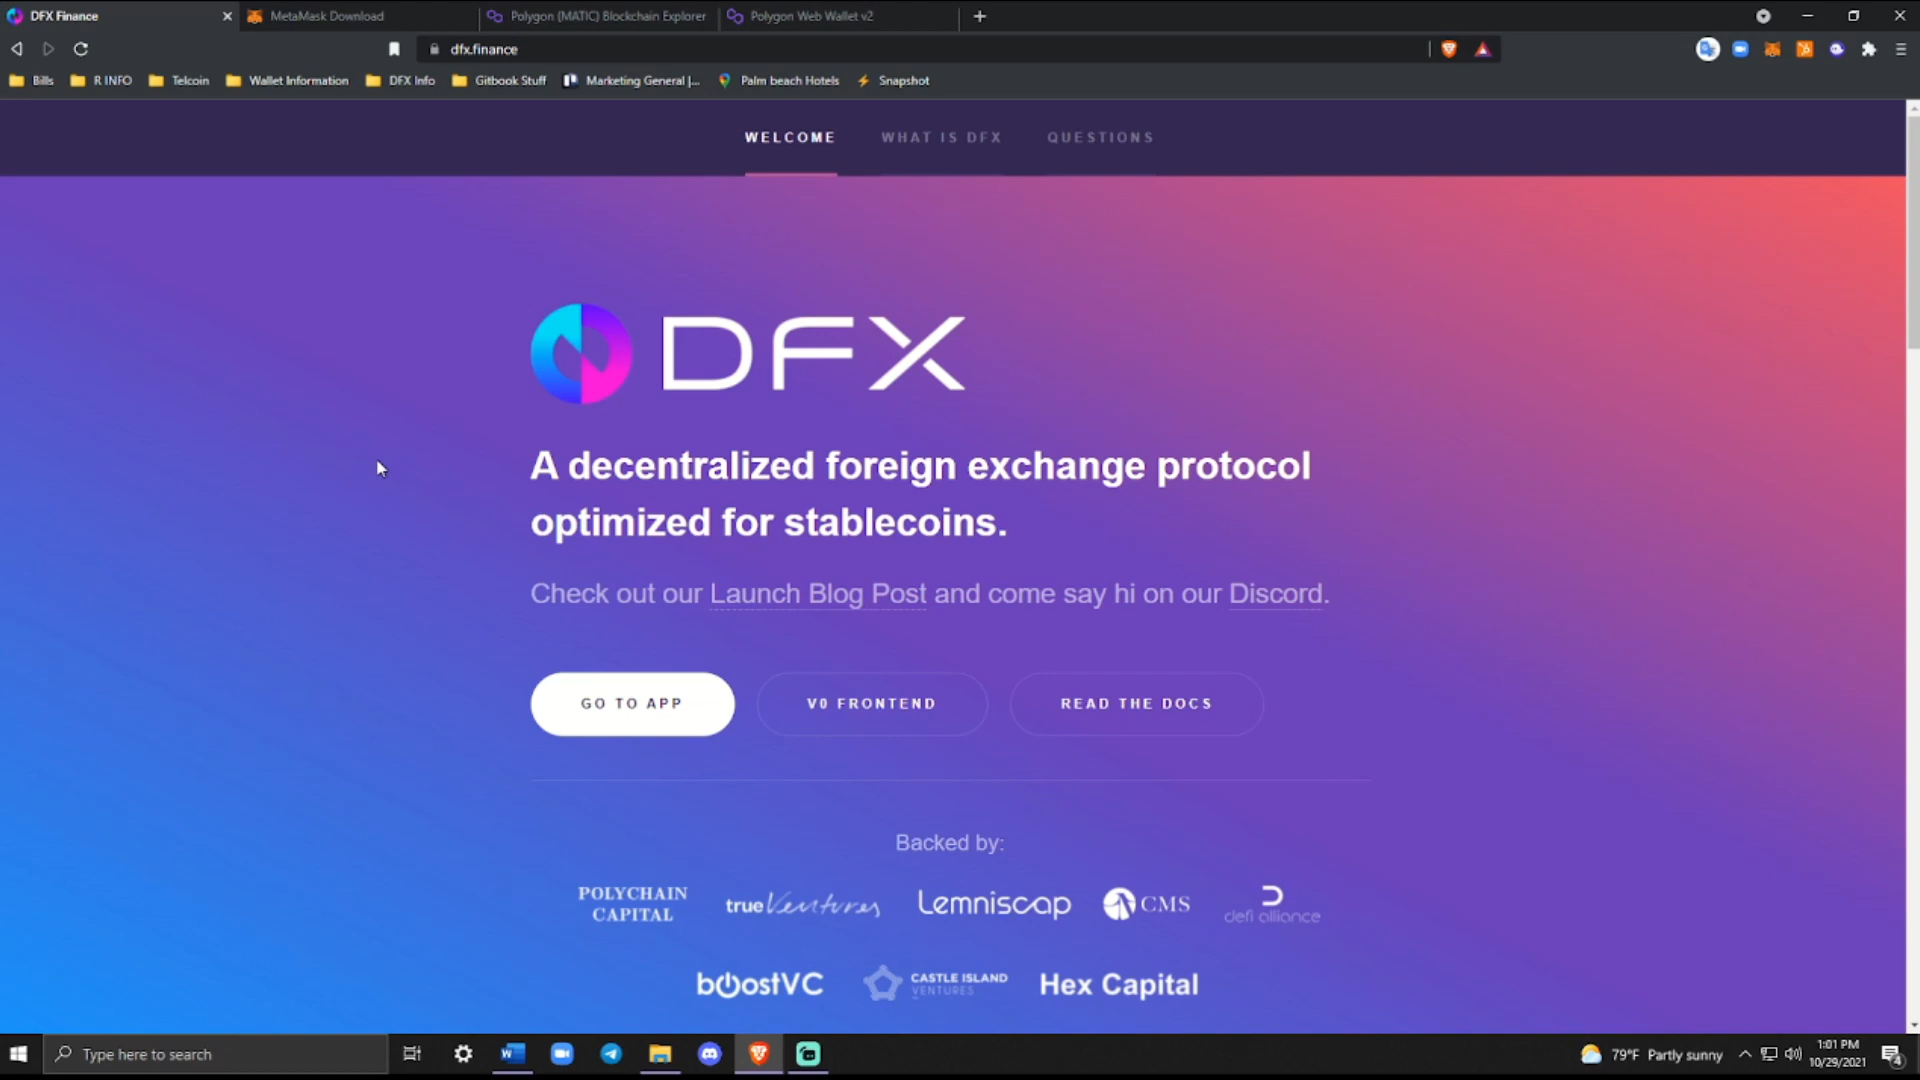 DFX Finance
MetaMask Download
Polygon (MATIC) Blockchain Explorer
Polygon Web Wallet v2
dfx.finance
Bills
R INFO
Telcoin
Wallet Information
DFX Info
Gitbook Stuff
Marketing General |...
Palm beach Hotels
Snapshot
WELCOME
WHAT IS DFX
QUESTIONS
DFX
A decentralized foreign exchange protocol
optimized for stablecoins.
Check out our Launch Blog Post and come say hi on our Discord.
GO TO APP
V0 FRONTEND
READ THE DOCS
Backed by:
POLYCHAIN
CAPITAL
trueVentures
Lemniscap
CMS
defi alliance
boostVC
CASTLE ISLAND
VENTURES
Hex Capital
Type here to search
79°F Partly sunny
1:01 PM
10/29/2021
4